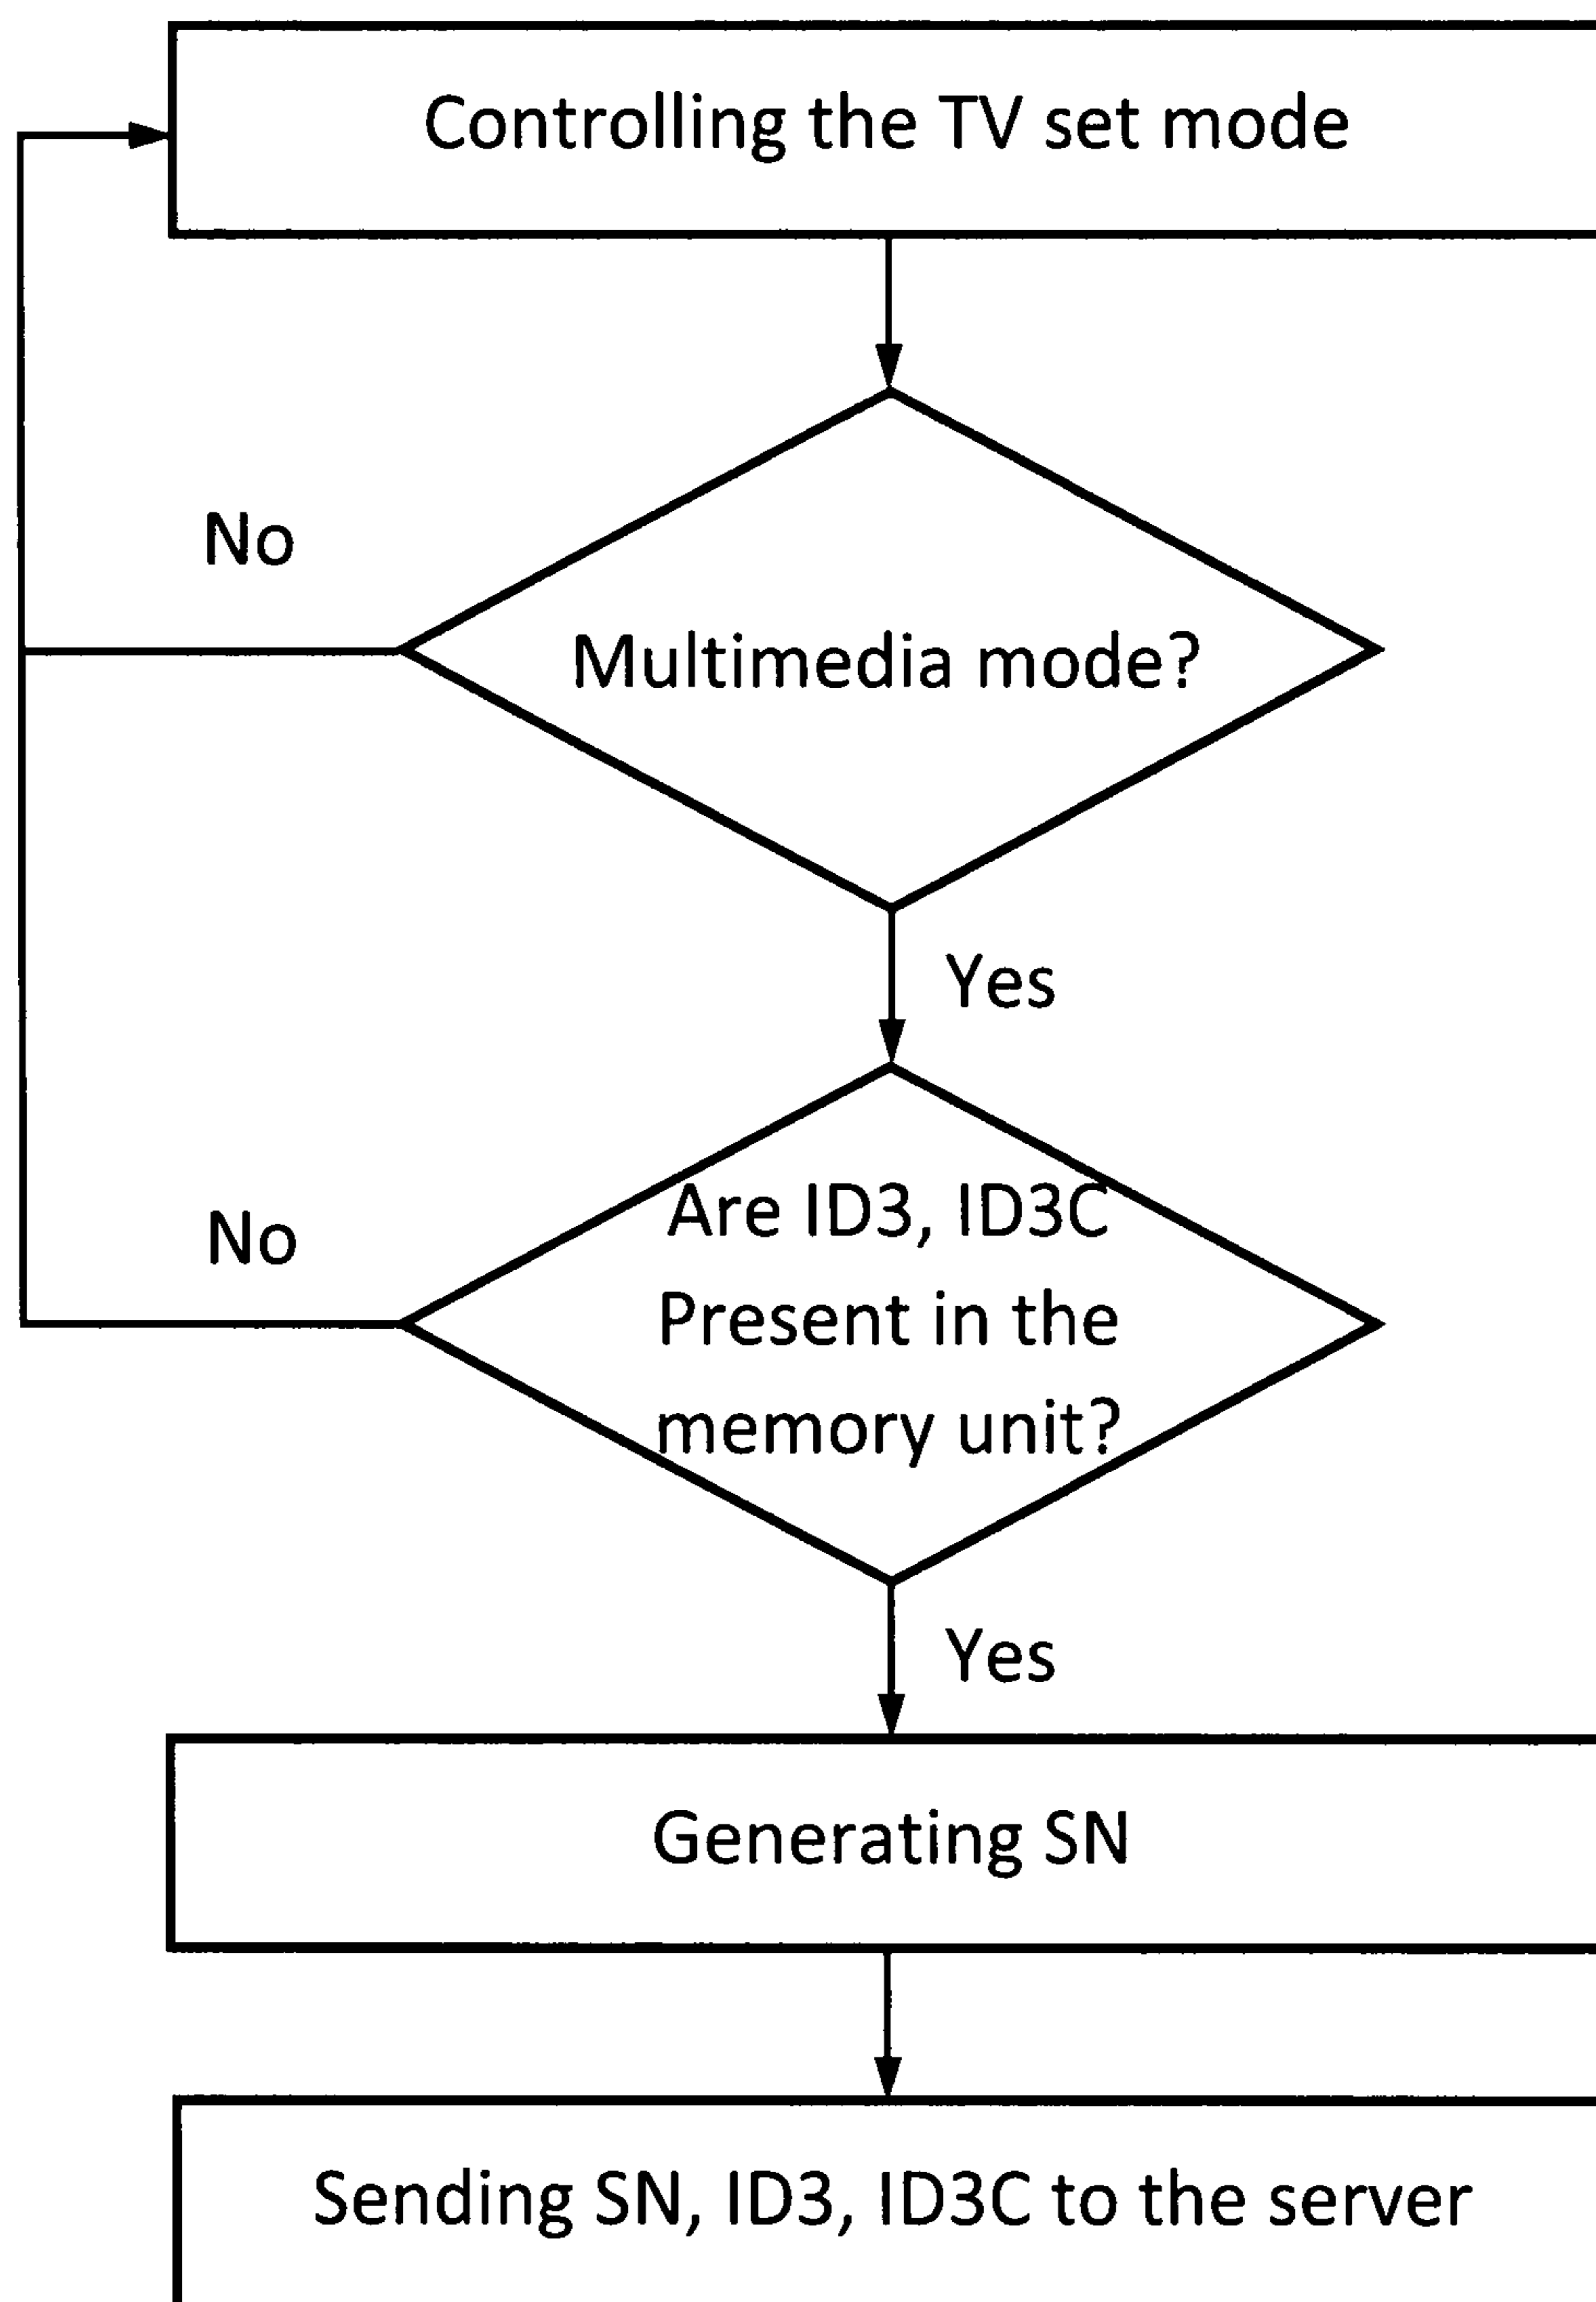 Controlling the TV set mode
No
Multimedia mode?
Yes
Are ID3, ID3C
No
Present in the
memory unit?
Yes
Generating SN
Sending SN, ID3, ID3C to the server